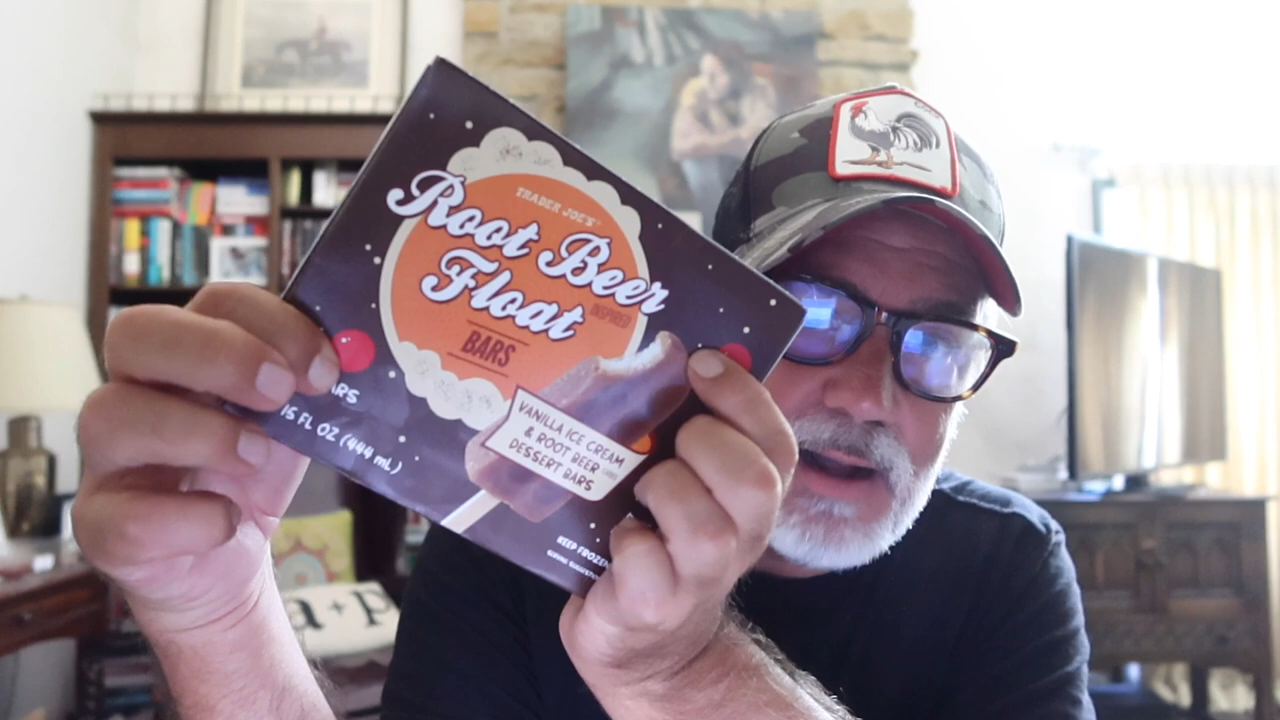 TRADER JOE'S
Root Beer
Float
INSPIRED
BARS
VANILLA ICE CREAM
& ROOT BEER
DESSERT BARS
15 FL OZ (444 mL)
KEEP FROZEN
a+p